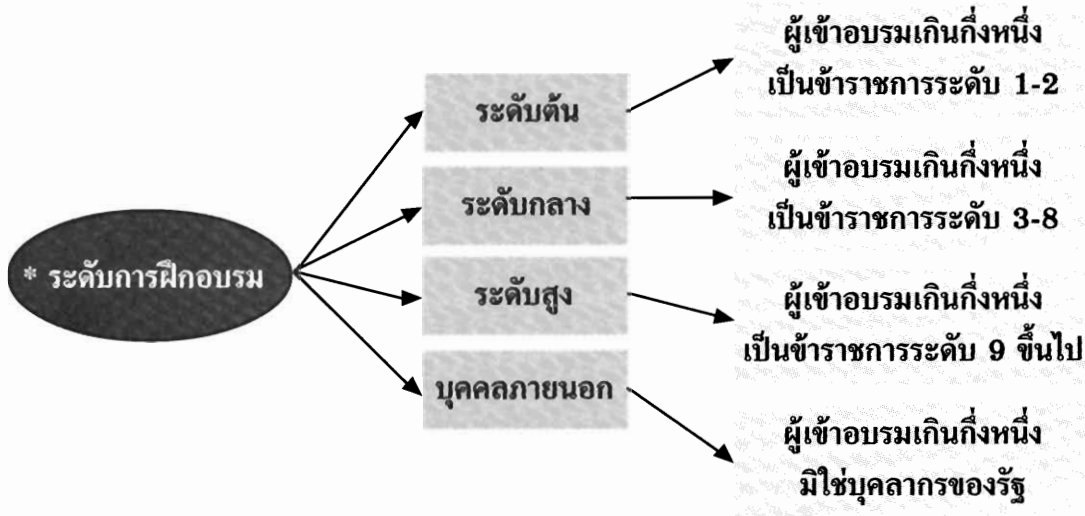 * ระดับการฝึกอบรม
ระดับต้น
ผู้เข้าอบรมเกินกึ่งหนึ่ง
เป็นข้าราชการระดับ 1-2
ระดับกลาง
ผู้เข้าอบรมเกินกึ่งหนึ่ง
เป็นข้าราชการระดับ 3-8
ระดับสูง
ผู้เข้าอบรมเกินกึ่งหนึ่ง
เป็นข้าราชการระดับ 9 ขึ้นไป
บุคคลภายนอก
ผู้เข้าอบรมเกินกึ่งหนึ่ง
มิใช่บุคลากรของรัฐ